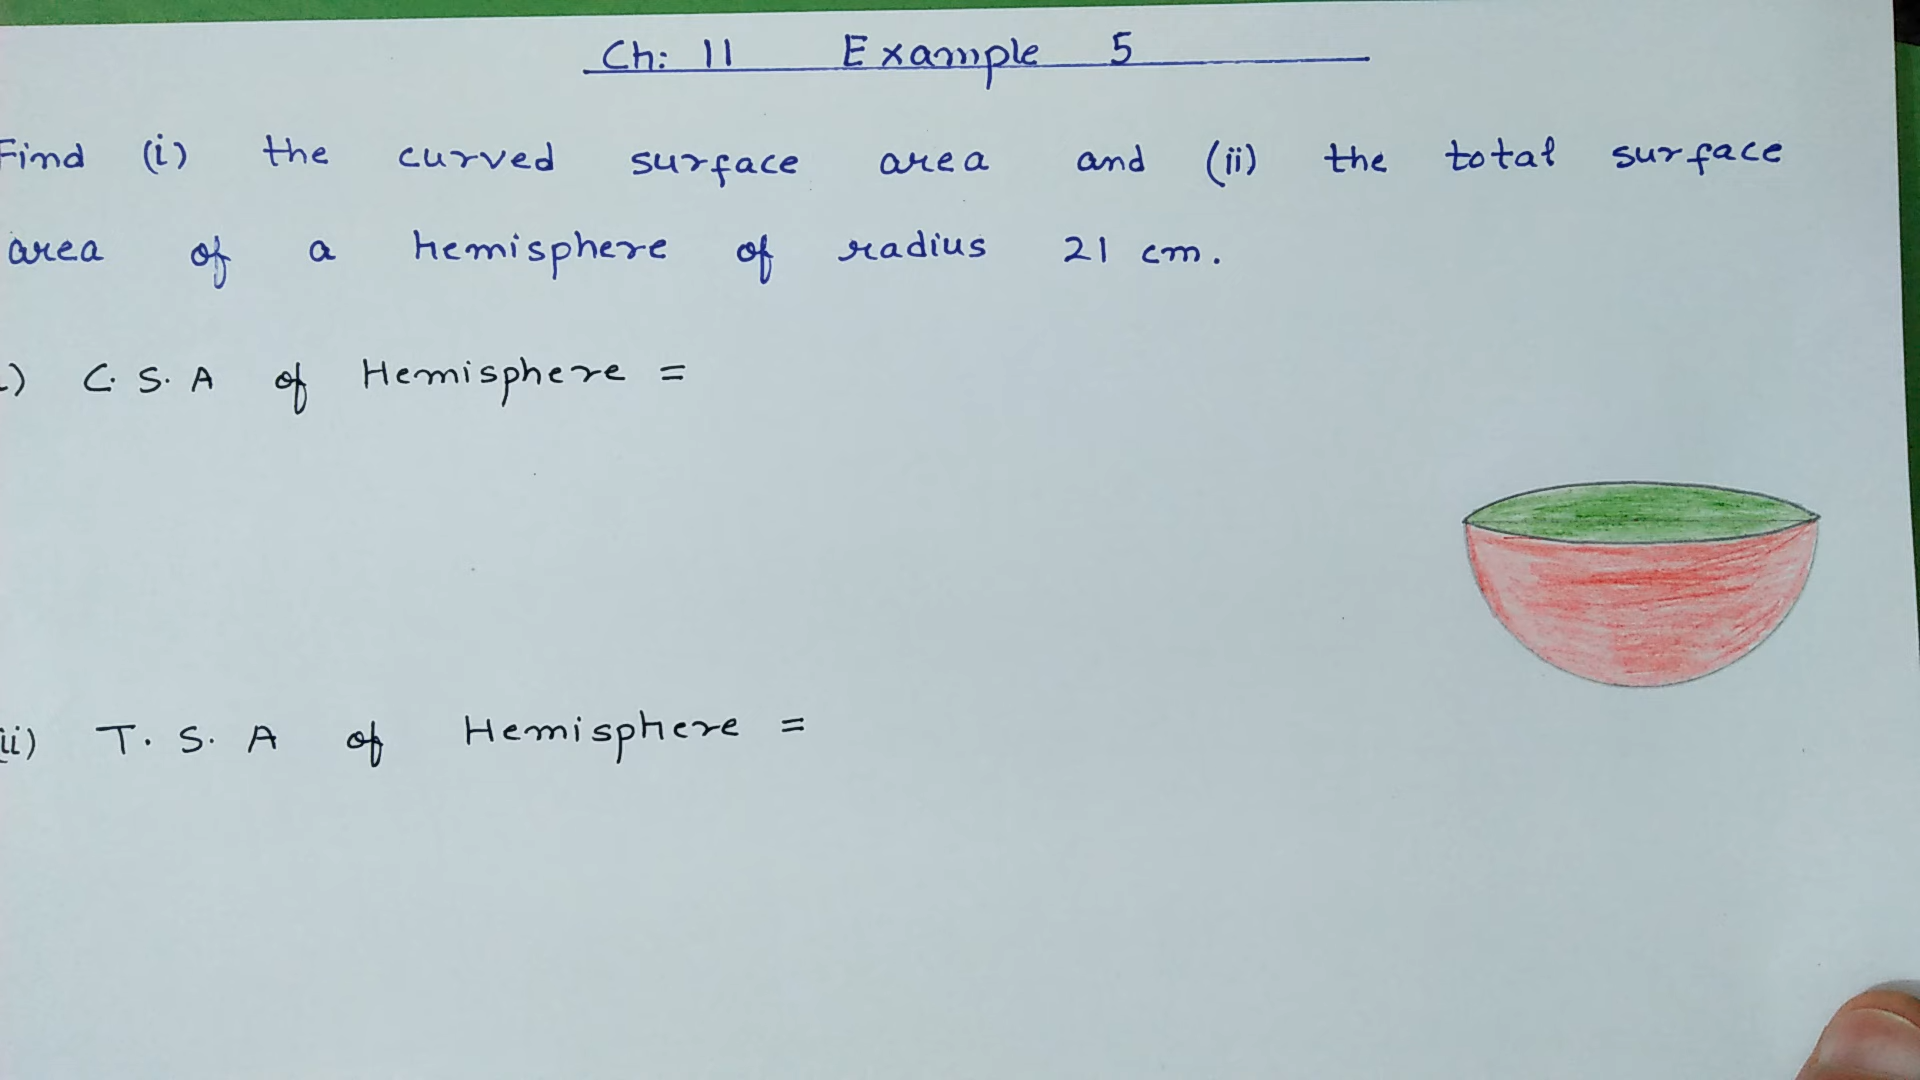 Ch: 11 Example 5
Find (i) the curved surface area and (ii) the total surface
area of a hemisphere of radius 21 cm.
) C. S. A of Hemisphere =
ii) T. S. A of Hemisphere =